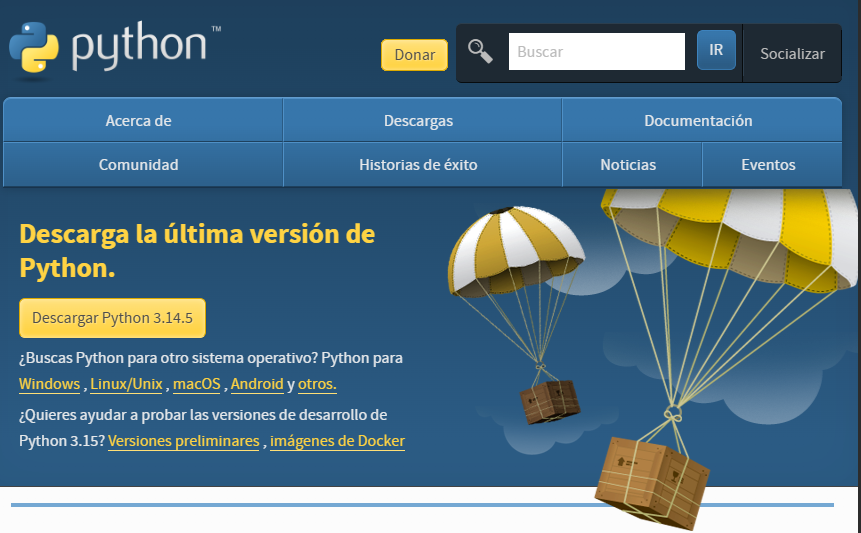 python™
Donar
Buscar
IR
Socializar
Acerca de
Descargas
Documentación
Comunidad
Historias de éxito
Noticias
Eventos
Descarga la última versión de
Python.
Descargar Python 3.14.5
¿Buscas Python para otro sistema operativo? Python para
Windows , Linux/Unix , macOS , Android y otros.
¿Quieres ayudar a probar las versiones de desarrollo de
Python 3.15? Versiones preliminares , imágenes de Docker